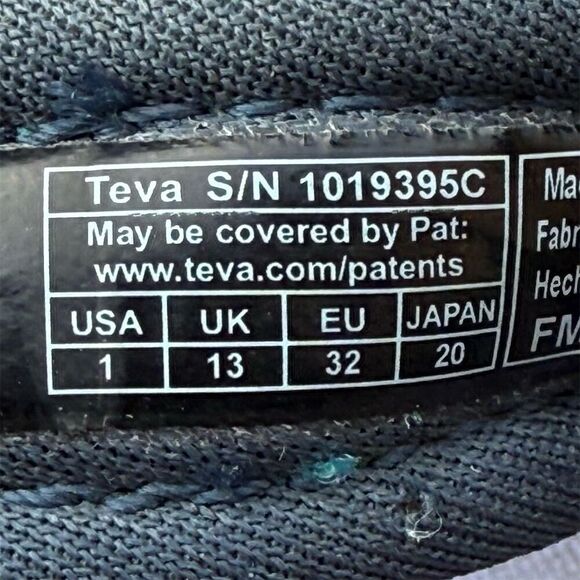 Teva S/N 1019395C
May be covered by Pat:
www.teva.com/patents
USA UK EU JAPAN
1 13 32 20